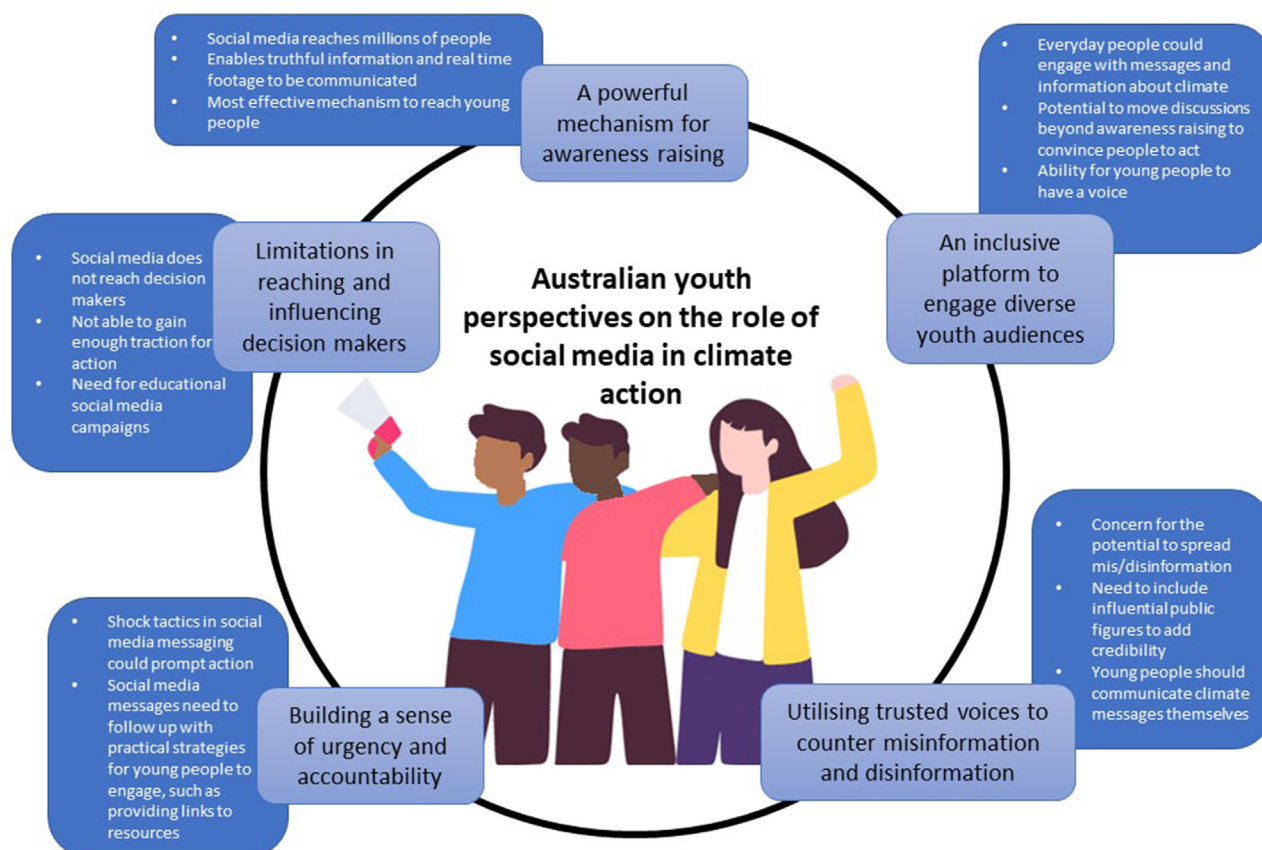 Australian youth
perspectives on the role of
social media in climate
action
A powerful
mechanism for
awareness raising
• Social media reaches millions of people
• Enables truthful information and real time
footage to be communicated
• Most effective mechanism to reach young
people
An inclusive
platform to
engage diverse
youth audiences
• Everyday people could
engage with messages and
information about climate
• Potential to move discussions
beyond awareness raising to
convince people to act
• Ability for young people to
have a voice
Utilising trusted voices to
counter misinformation
and disinformation
• Concern for the
potential to spread
mis/disinformation
• Need to include
influential public
figures to add
credibility
• Young people should
communicate climate
messages themselves
Building a sense
of urgency and
accountability
• Shock tactics in social
media messaging
could prompt action
• Social media
messages need to
follow up with
practical strategies
for young people to
engage, such as
providing links to
resources
Limitations in
reaching and
influencing
decision makers
• Social media does
not reach decision
makers
• Not able to gain
enough traction for
action
• Need for educational
social media
campaigns